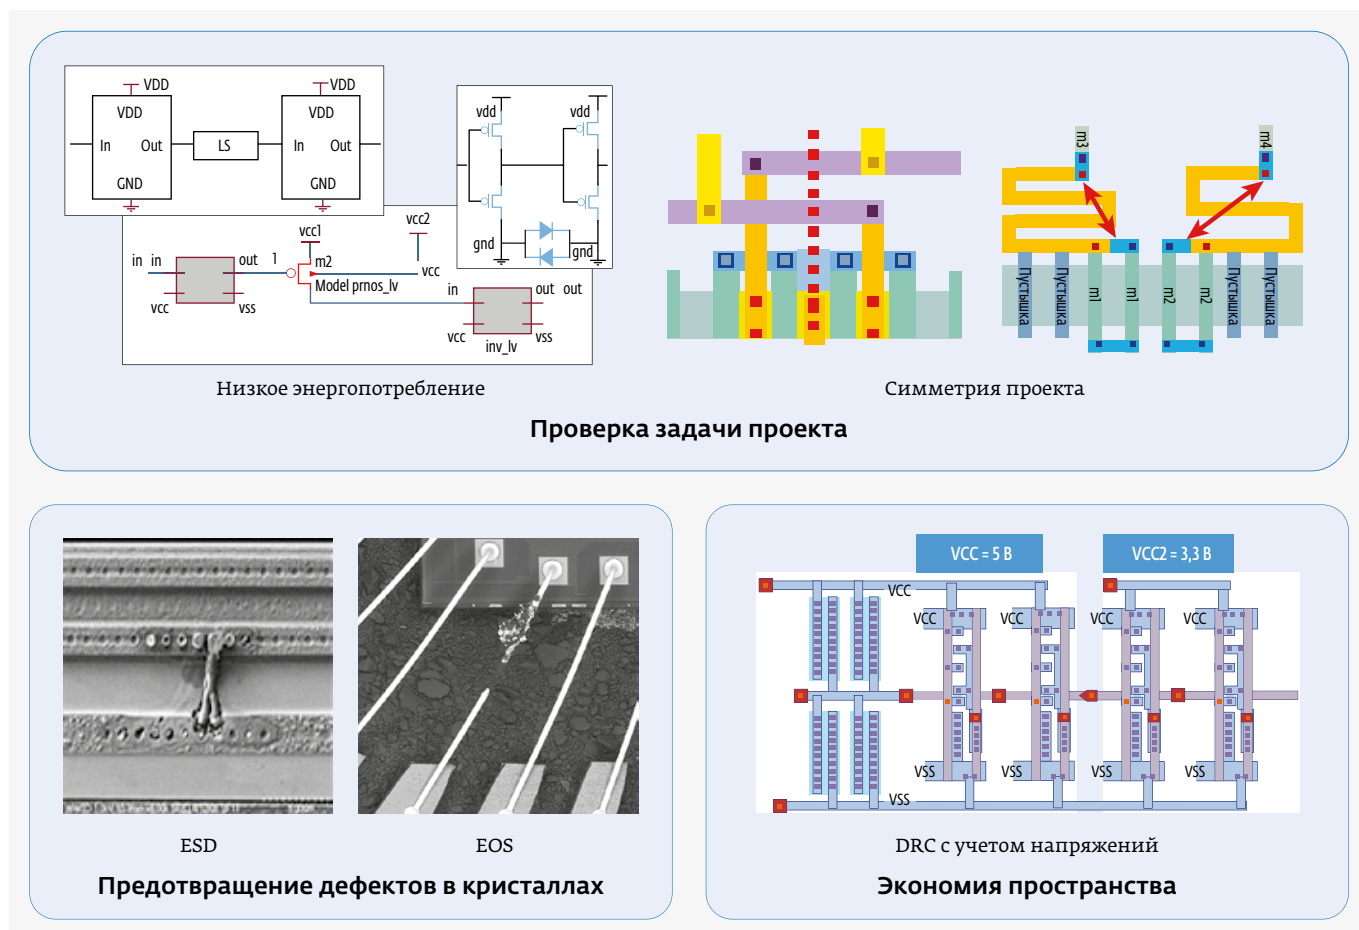 VDD
VDD
VDD
VDD
In
Out
LS
In
Out
GND
GND
vdd
vdd
gnd
gnd
vcc1
vcc2
in in
out
1
m2
vcc
Model prnos_lv
in
out out
vcc
vss
vcc
vss
inv_lv
Низкое энергопотребление
m3
m4
Пустышка
Пустышка
m1
m1
m2
m2
Пустышка
Пустышка
Симметрия проекта
Проверка задачи проекта
ESD
EOS
Предотвращение дефектов в кристаллах
VCC = 5 В
VCC2 = 3,3 В
VCC
VCC
VCC
VCC
VCC
VSS
VSS
VSS
VSS
VSS
DRC с учетом напряжений
Экономия пространства